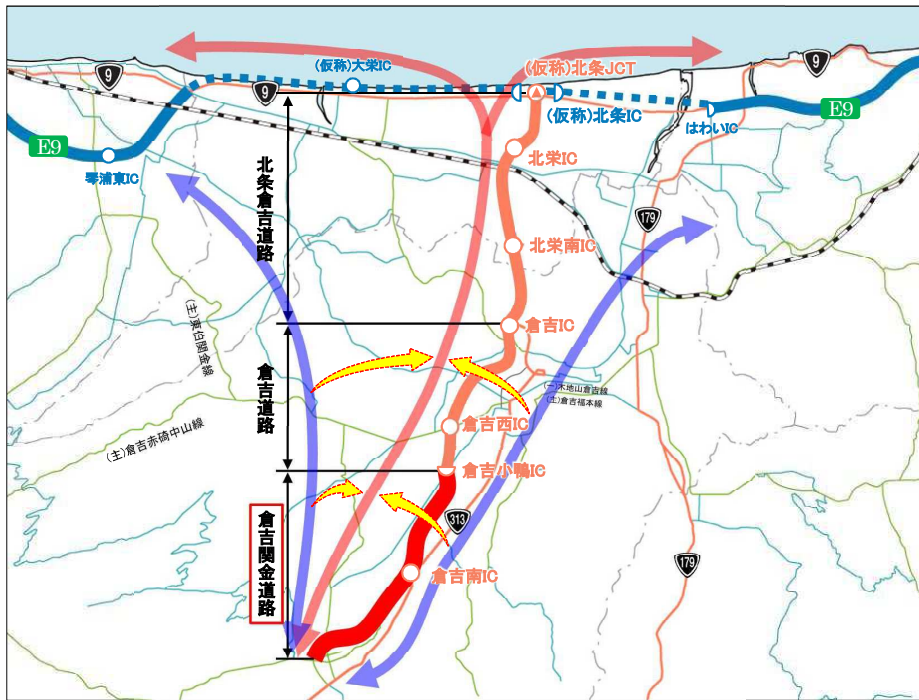 9
(仮称)大栄IC
(仮称)北条JCT
9
9
E9
(仮称)北条IC
はわいIC
E9
琴浦東IC
北栄IC
北条倉吉道路
179
北栄南IC
倉吉IC
(主)東伯関金線
倉吉道路
(一)木地山倉吉線
(主)倉吉福本線
倉吉西IC
(主)倉吉赤碕中山線
倉吉小鴨IC
313
倉吉関金道路
179
倉吉南IC